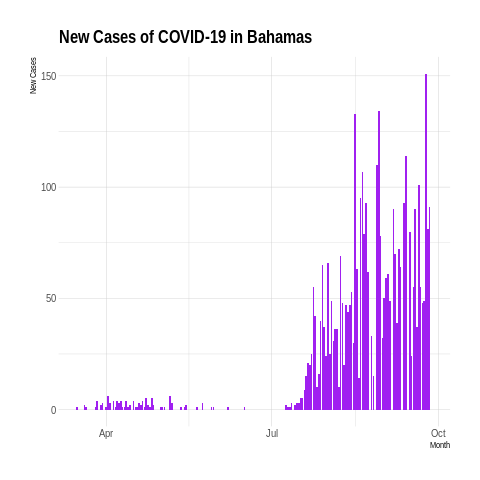 New Cases of COVID-19 in Bahamas
New Cases
150
100
50
0
Apr
Jul
Oct
Month